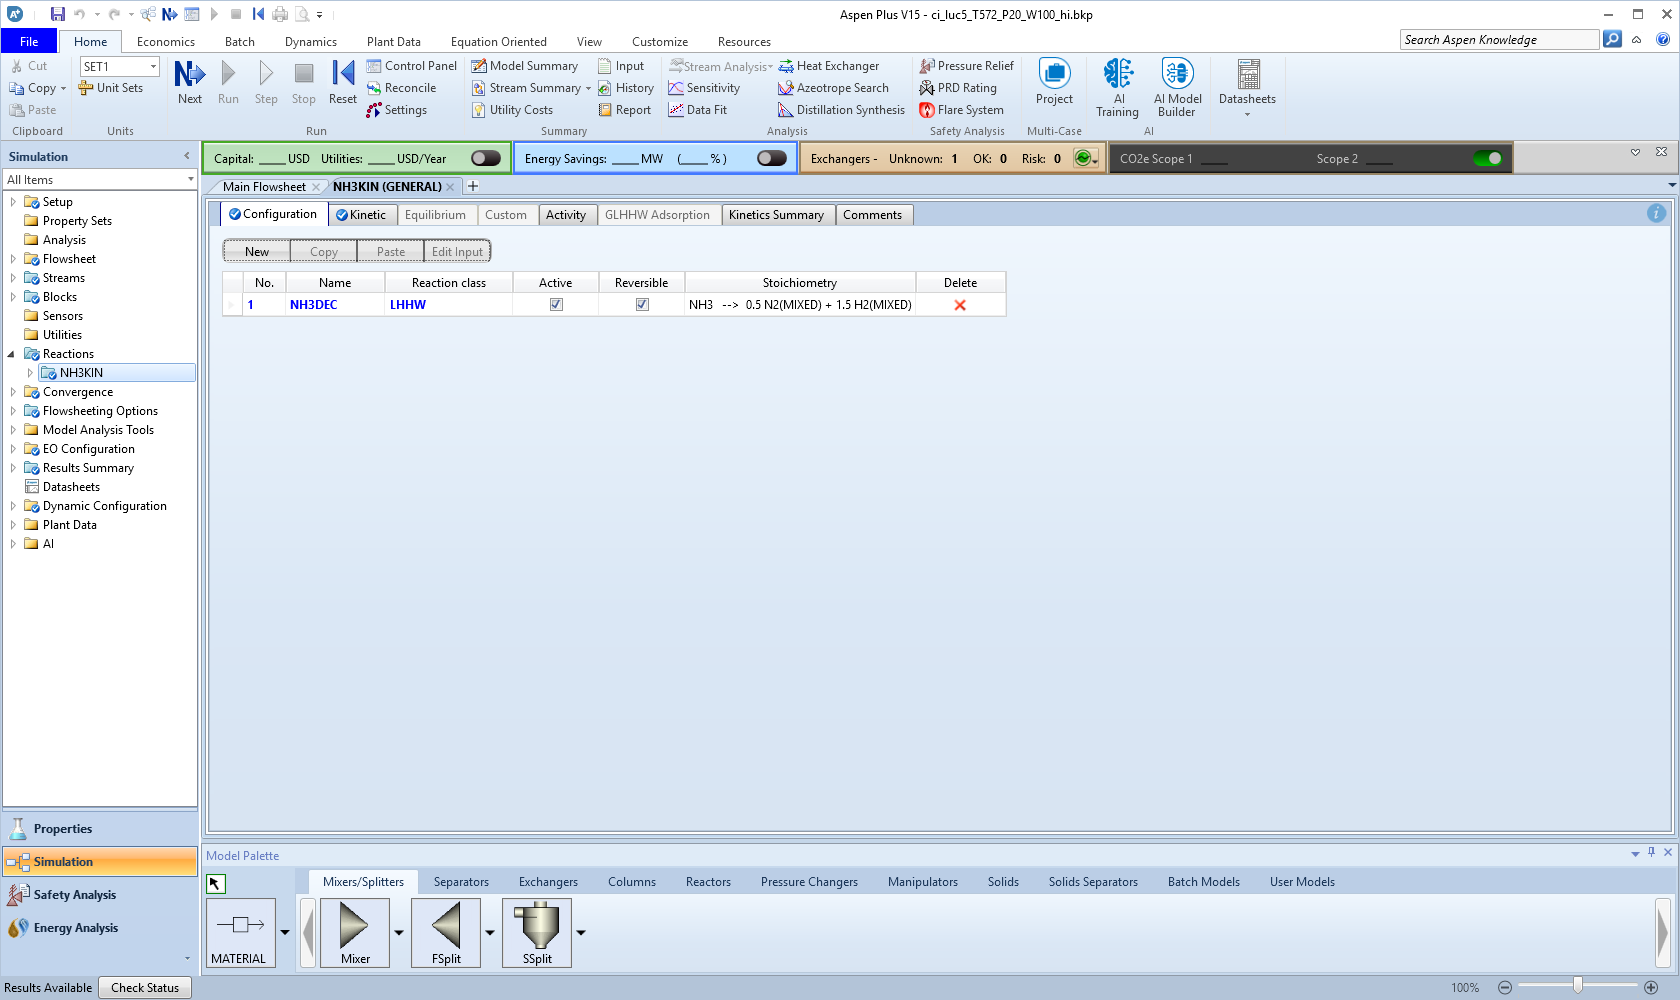 Aspen Plus V15 - ci_luc5_T572_P20_W100_hi.bkp
File Home Economics Batch Dynamics Plant Data Equation Oriented View Customize Resources Search Aspen Knowledge
Cut
Copy
Paste
Clipboard
SET1
Unit Sets
Units
Next Run Step Stop Reset
Control Panel
Reconcile
Settings
Run
Model Summary Input
Stream Summary History
Utility Costs Report
Summary
Stream Analysis Heat Exchanger
Sensitivity Azeotrope Search
Data Fit Distillation Synthesis
Analysis
Pressure Relief
PRD Rating
Flare System
Safety Analysis
Project
Multi-Case
AI Training
AI Model Builder
AI
Datasheets
Capital: ____ USD Utilities: ____ USD/Year
Energy Savings: ____ MW (____ %)
Exchangers - Unknown: 1 OK: 0 Risk: 0
CO2e Scope 1 ____ Scope 2 ____
Simulation
All Items
Setup
Property Sets
Analysis
Flowsheet
Streams
Blocks
Sensors
Utilities
Reactions
NH3KIN
Convergence
Flowsheeting Options
Model Analysis Tools
EO Configuration
Results Summary
Datasheets
Dynamic Configuration
Plant Data
AI
Properties
Simulation
Safety Analysis
Energy Analysis
Main Flowsheet NH3KIN (GENERAL)
Configuration Kinetic Equilibrium Custom Activity GLHHW Adsorption Kinetics Summary Comments
New Copy Paste Edit Input
No. Name Reaction class Active Reversible Stoichiometry Delete
1 NH3DEC LHHW NH3 --> 0.5 N2(MIXED) + 1.5 H2(MIXED)
Model Palette
Mixers/Splitters Separators Exchangers Columns Reactors Pressure Changers Manipulators Solids Solids Separators Batch Models User Models
MATERIAL Mixer FSplit SSplit
Results Available Check Status 100%